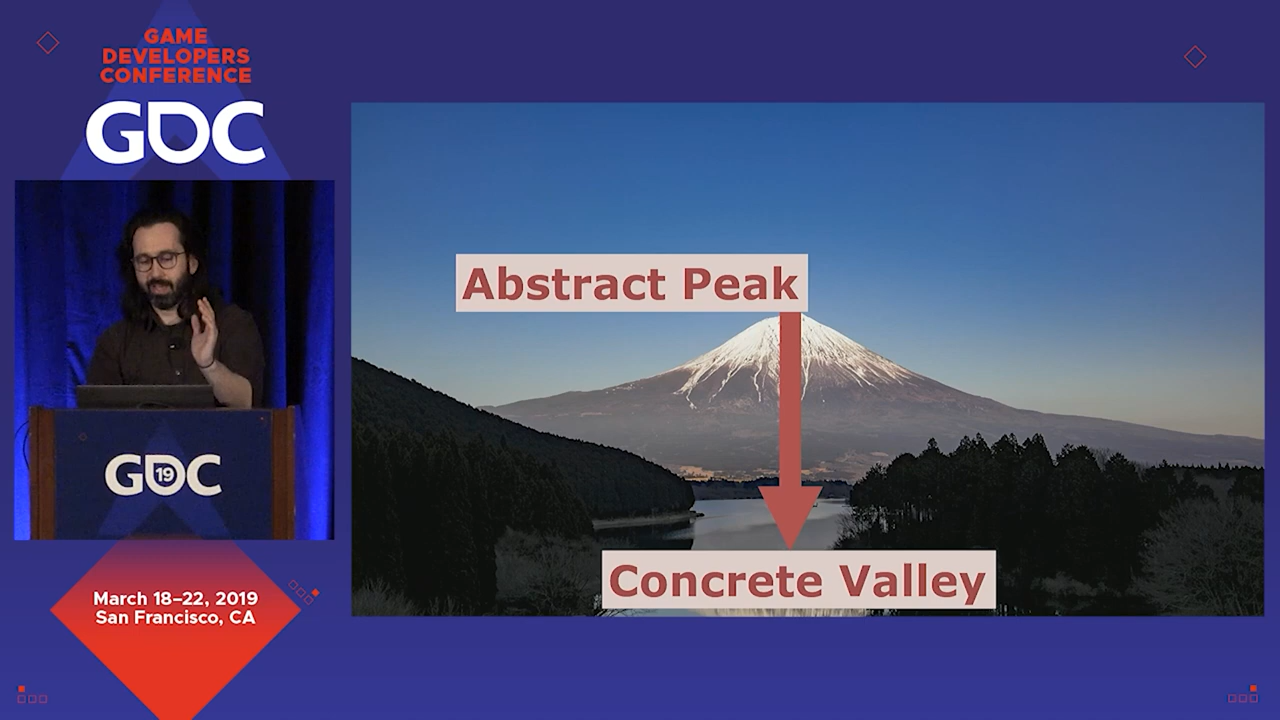 GAME
DEVELOPERS
CONFERENCE
GDC
Abstract Peak
Concrete Valley
GDC
19
March 18–22, 2019
San Francisco, CA